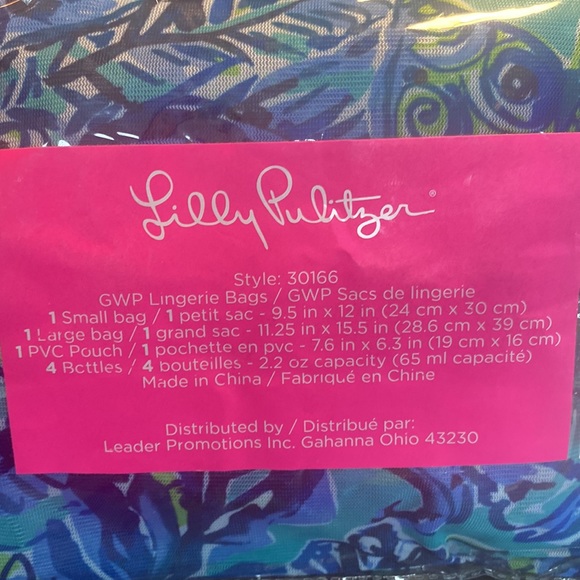 Lilly Pulitzer®
Style: 30166
GWP Lingerie Bags / GWP Sacs de lingerie
1 Small bag / 1 petit sac - 9.5 in x 12 in (24 cm x 30 cm)
1 Large bag / 1 grand sac - 11.25 in x 15.5 in (28.6 cm x 39 cm)
1 PVC Pouch / 1 pochette en pvc - 7.6 in x 6.3 in (19 cm x 16 cm)
4 Bottles / 4 bouteilles - 2.2 oz capacity (65 ml capacité)
Made in China / Fabriqué en Chine
Distributed by / Distribué par:
Leader Promotions Inc. Gahanna Ohio 43230